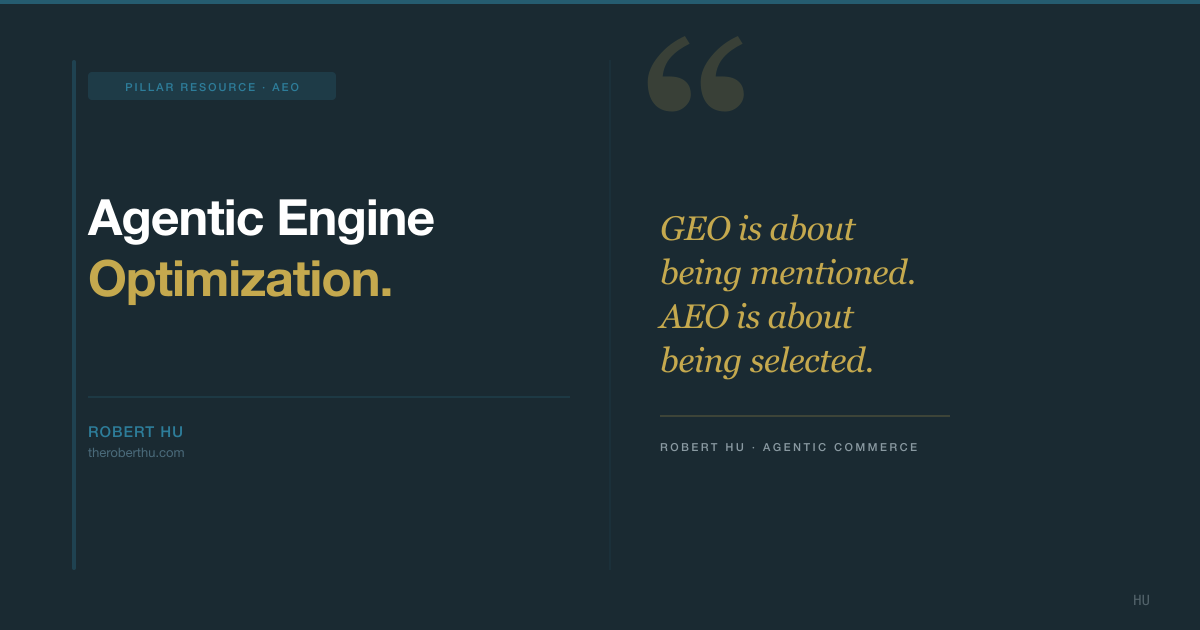 PILLAR RESOURCE · AEO
Agentic Engine
Optimization.
ROBERT HU
theroberthu.com
“
GEO is about
being mentioned.
AEO is about
being selected.
ROBERT HU · AGENTIC COMMERCE
HU